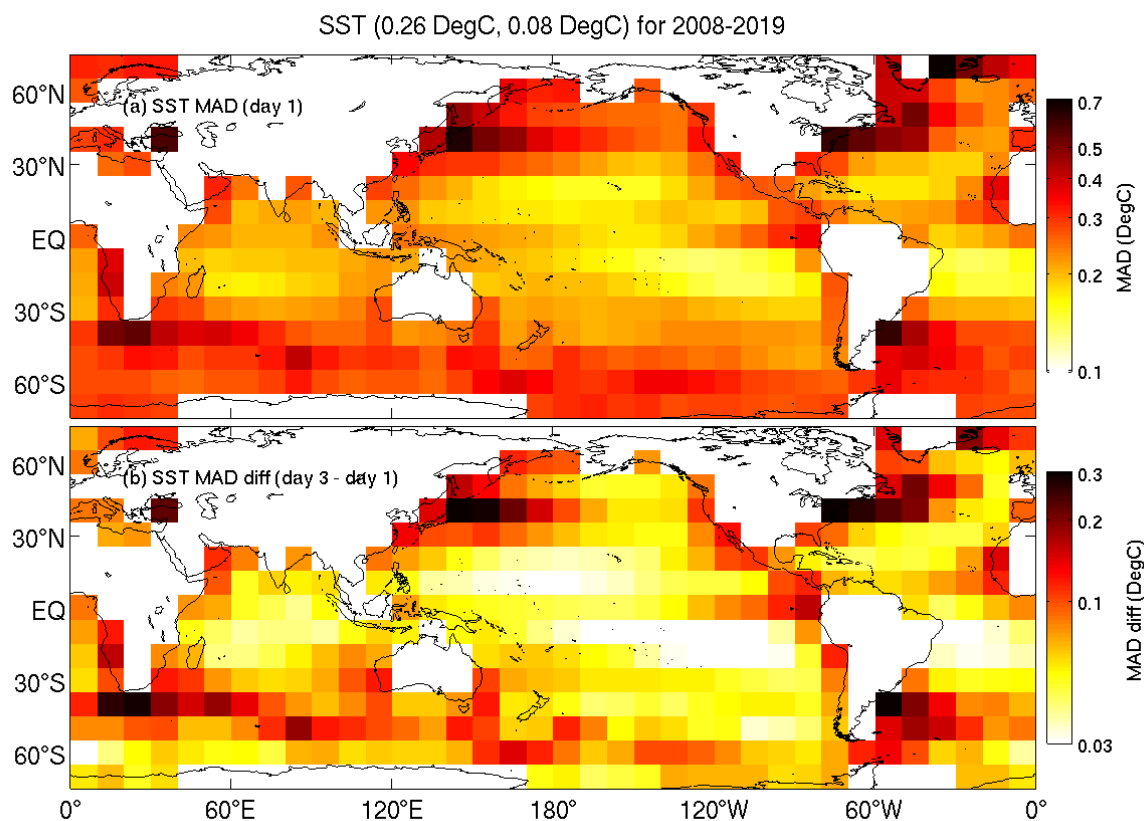 SST (0.26 DegC, 0.08 DegC) for 2008-2019
60°N
(a) SST MAD (day 1)
30°N
EQ
30°S
60°S
0.7
0.5
0.4
0.3
0.2
0.1
MAD (DegC)
60°N
(b) SST MAD diff (day 3 - day 1)
30°N
EQ
30°S
60°S
0.3
0.2
0.1
0.03
MAD diff (DegC)
0°
60°E
120°E
180°
120°W
60°W
0°